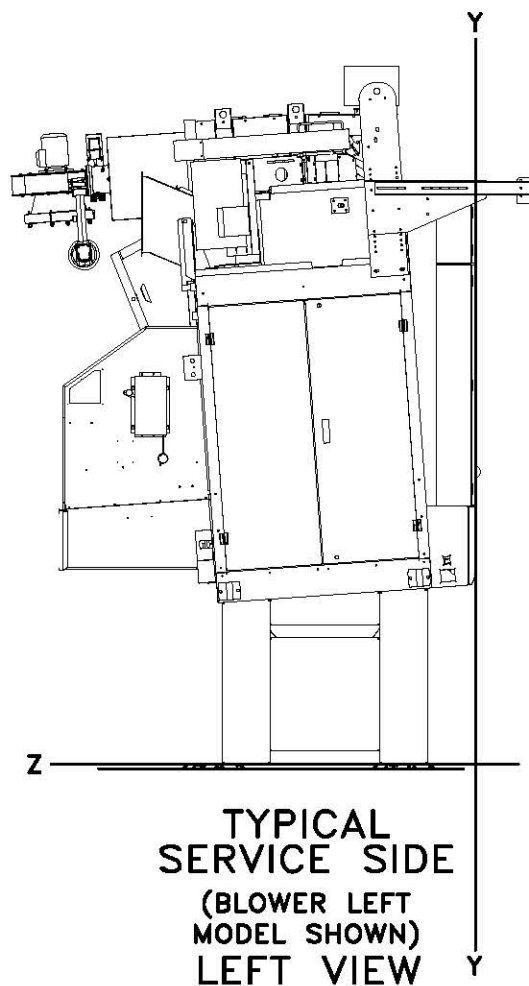 Y
Z
TYPICAL
SERVICE SIDE
(BLOWER LEFT
MODEL SHOWN)
LEFT VIEW
Y